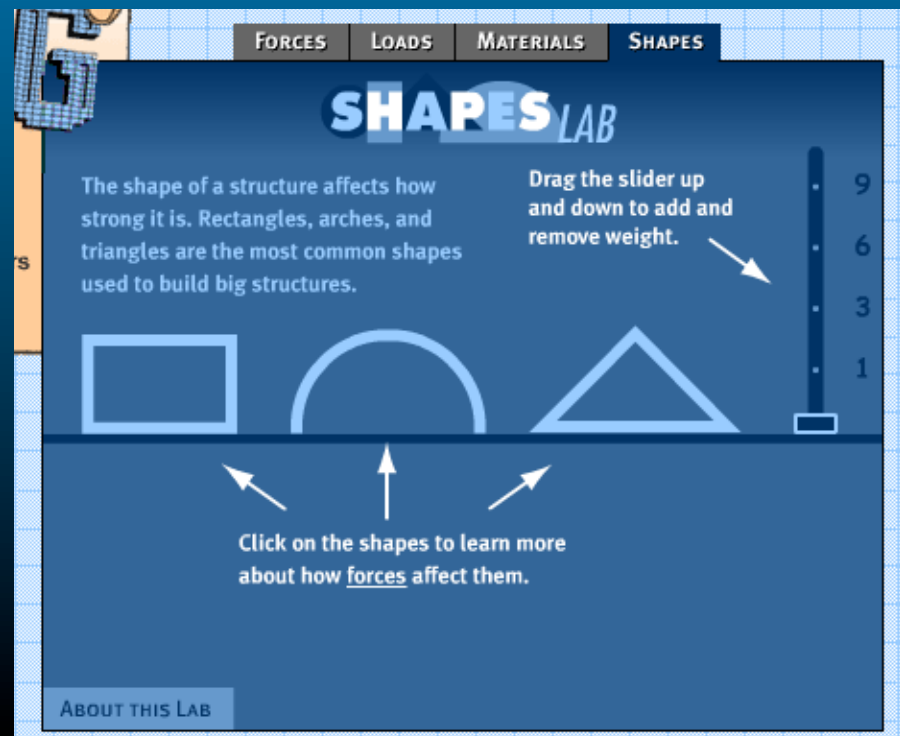 FORCES LOADS MATERIALS SHAPES
SHAPES LAB
The shape of a structure affects how
strong it is. Rectangles, arches, and
triangles are the most common shapes
used to build big structures.
Drag the slider up
and down to add and
remove weight.
9
6
3
1
rs
Click on the shapes to learn more
about how forces affect them.
ABOUT THIS LAB